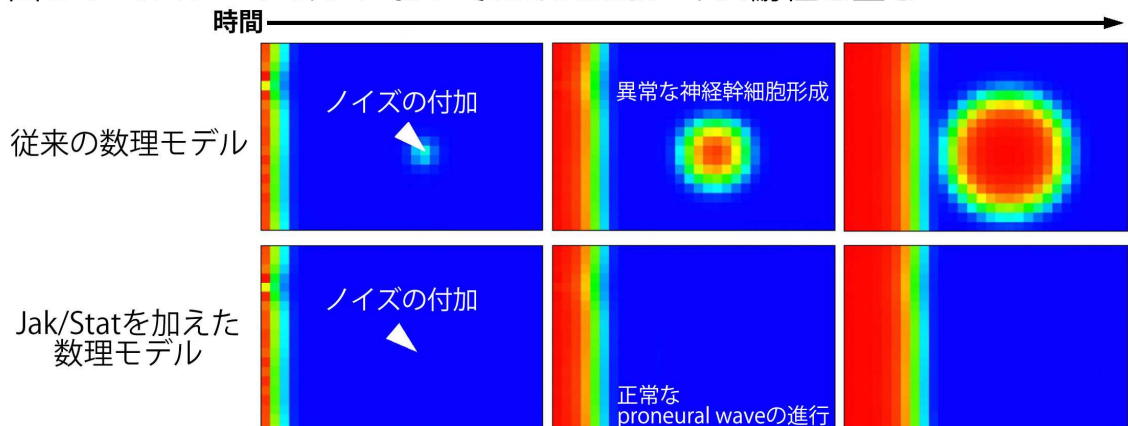 時間
従来の数理モデル
ノイズの付加
異常な神経幹細胞形成
Jak/Statを加えた
数理モデル
ノイズの付加
正常な
proneural waveの進行